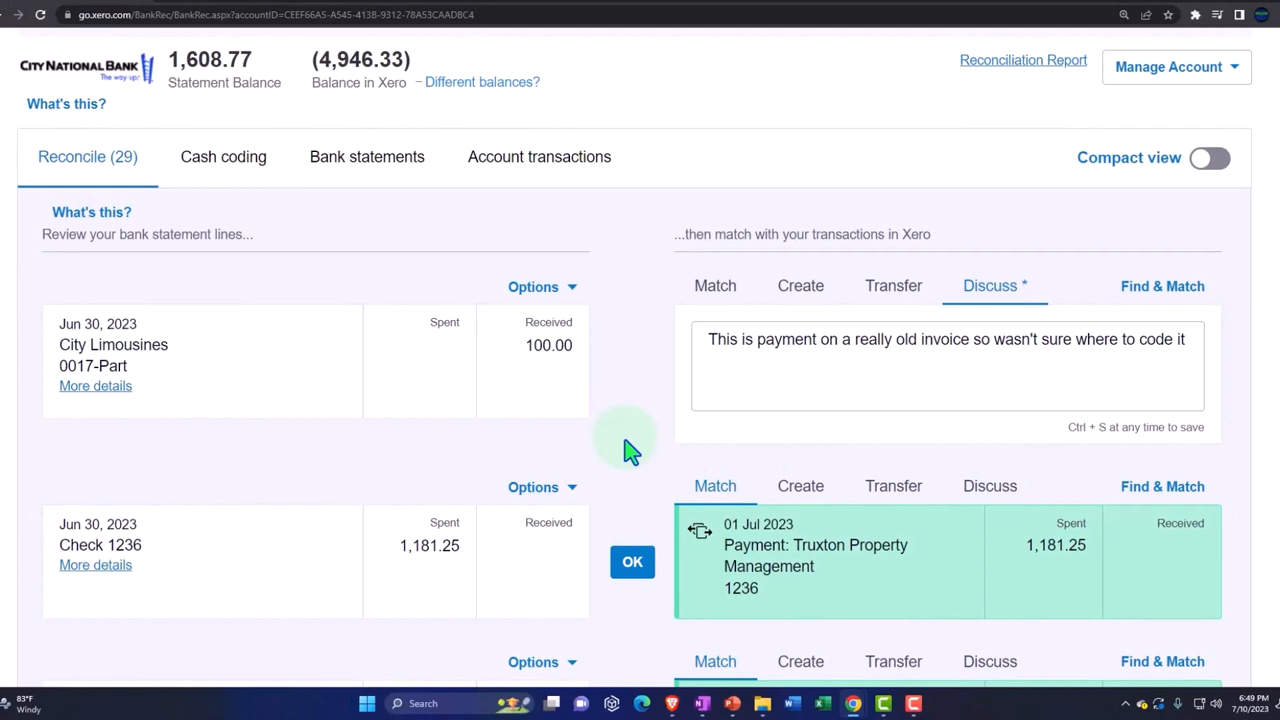 go.xero.com/BankRec/BankRec.aspx?accountID=CEEF66A5-A545-413B-9312-78A53CAADBC4
CITY NATIONAL BANK
The way up.
1,608.77
Statement Balance
(4,946.33)
Balance in Xero
Different balances?
Reconciliation Report
Manage Account
What's this?
Reconcile (29)
Cash coding
Bank statements
Account transactions
Compact view
What's this?
Review your bank statement lines...
...then match with your transactions in Xero
Options
Match
Create
Transfer
Discuss *
Find & Match
Jun 30, 2023
City Limousines
0017-Part
More details
Spent
Received
100.00
This is payment on a really old invoice so wasn't sure where to code it
Ctrl + S at any time to save
Options
Match
Create
Transfer
Discuss
Find & Match
Jun 30, 2023
Check 1236
More details
Spent
1,181.25
Received
OK
01 Jul 2023
Payment: Truxton Property
Management
1236
Spent
1,181.25
Received
Options
Match
Create
Transfer
Discuss
Find & Match
83°F
Windy
Search
6:49 PM
7/10/2023